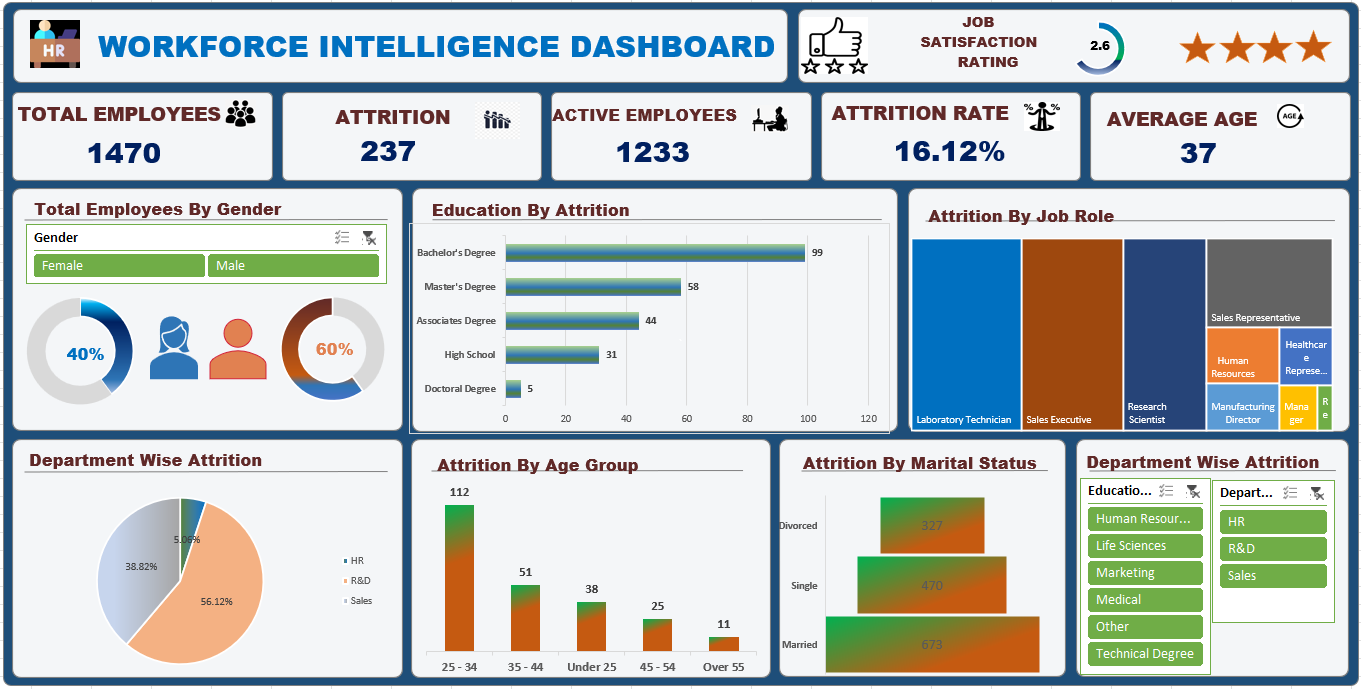 HR
WORKFORCE INTELLIGENCE DASHBOARD
JOB
SATISFACTION
RATING
2.6
TOTAL EMPLOYEES
1470
ATTRITION
237
ACTIVE EMPLOYEES
1233
ATTRITION RATE
% %
16.12%
AVERAGE AGE
AGE
37
Total Employees By Gender
Gender
Female
Male
40%
60%
Education By Attrition
Bachelor's Degree
99
Master's Degree
58
Associates Degree
44
High School
31
Doctoral Degree
5
0 20 40 60 80 100 120
Attrition By Job Role
Laboratory Technician
Sales Executive
Research
Scientist
Sales Representative
Human
Resources
Healthcar
e
Represe...
Manufacturing
Director
Mana
ger
R
e
Department Wise Attrition
5.06%
38.82%
56.12%
HR
R&D
Sales
Attrition By Age Group
112
51
38
25
11
25 - 34
35 - 44
Under 25
45 - 54
Over 55
Attrition By Marital Status
Divorced
327
Single
470
Married
673
Department Wise Attrition
Educatio...
Human Resour...
Life Sciences
Marketing
Medical
Other
Technical Degree
Depart...
HR
R&D
Sales